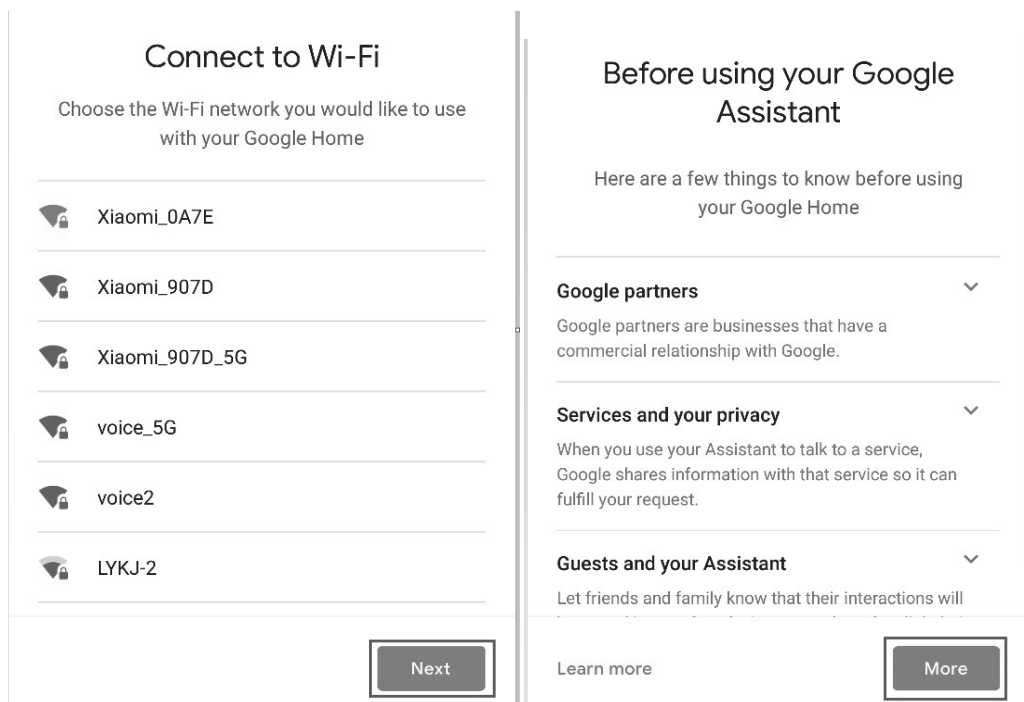 Connect to Wi-Fi
Choose the Wi-Fi network you would like to use
with your Google Home
Xiaomi_0A7E
Xiaomi_907D
Xiaomi_907D_5G
voice_5G
voice2
LYKJ-2
Next
Before using your Google
Assistant
Here are a few things to know before using
your Google Home
Google partners
Google partners are businesses that have a
commercial relationship with Google.
Services and your privacy
When you use your Assistant to talk to a service,
Google shares information with that service so it can
fulfill your request.
Guests and your Assistant
Let friends and family know that their interactions will
Learn more
More